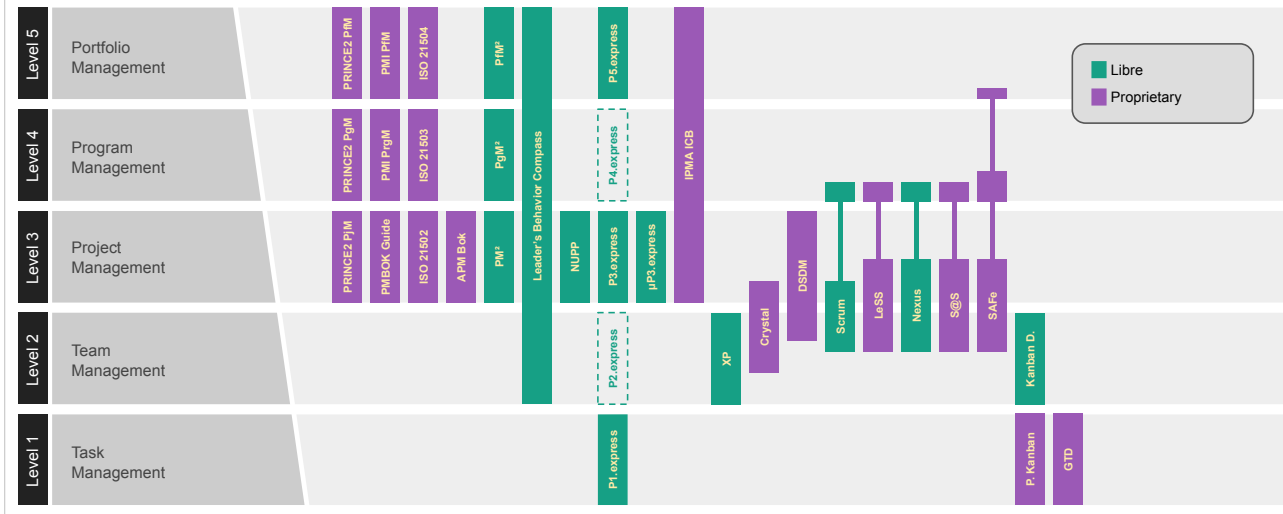 Level 5
Portfolio
Management
PRINCE2 PfM
PMI PfM
ISO 21504
PfM²
Leader's Behavior Compass
P5.express
IPMA ICB
Libre
Proprietary
Level 4
Program
Management
PRINCE2 PgM
PMI PrgM
ISO 21503
PgM²
P4.express
Level 3
Project
Management
PRINCE2 PjM
PMBOK Guide
ISO 21502
APM Bok
PM²
NUPP
P3.express
µP3.express
DSDM
Crystal
Scrum
LeSS
Nexus
S@S
SAFe
Level 2
Team
Management
P2.express
XP
Kanban D.
Level 1
Task
Management
P1.express
P. Kanban
GTD